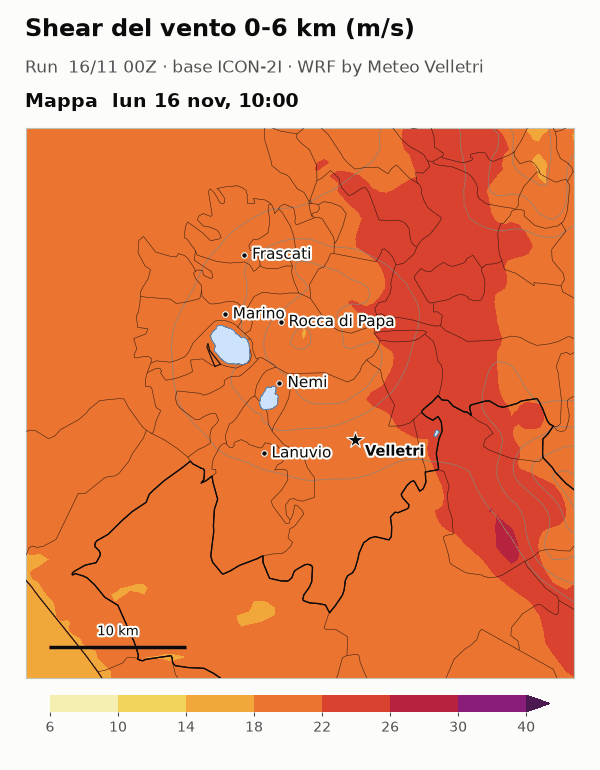 Shear del vento 0-6 km (m/s)
Run  16/11 00Z · base ICON-2I · WRF by Meteo Velletri
Mappa  lun 16 nov, 10:00
Frascati
Marino
Rocca di Papa
Nemi
Velletri
Lanuvio
10 km
6 10 14 18 22 26 30 40